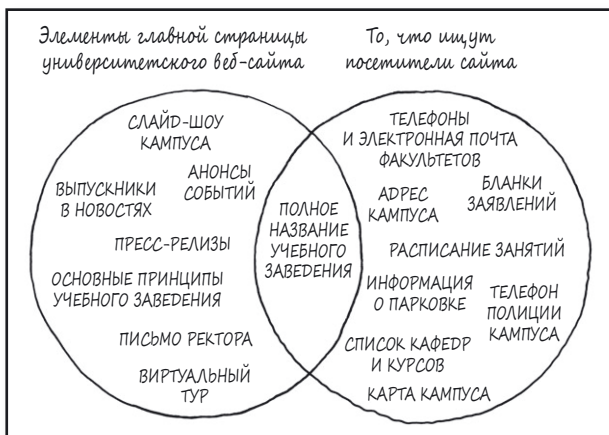 Элементы главной страницы
университетского веб-сайта
То, что ищут
посетители сайта
СЛАЙД-ШОУ
КАМПУСА
АНОНСЫ
СОБЫТИЙ
ВЫПУСКНИКИ
В НОВОСТЯХ
ПРЕСС-РЕЛИЗЫ
ОСНОВНЫЕ ПРИНЦИПЫ
УЧЕБНОГО ЗАВЕДЕНИЯ
ПИСЬМО РЕКТОРА
ВИРТУАЛЬНЫЙ
ТУР
ПОЛНОЕ
НАЗВАНИЕ
УЧЕБНОГО
ЗАВЕДЕНИЯ
ТЕЛЕФОНЫ
И ЭЛЕКТРОННАЯ ПОЧТА
ФАКУЛЬТЕТОВ
АДРЕС
КАМПУСА
БЛАНКИ
ЗАЯВЛЕНИЙ
РАСПИСАНИЕ ЗАНЯТИЙ
ИНФОРМАЦИЯ
О ПАРКОВКЕ
ТЕЛЕФОН
ПОЛИЦИИ
КАМПУСА
СПИСОК КАФЕДР
И КУРСОВ
КАРТА КАМПУСА